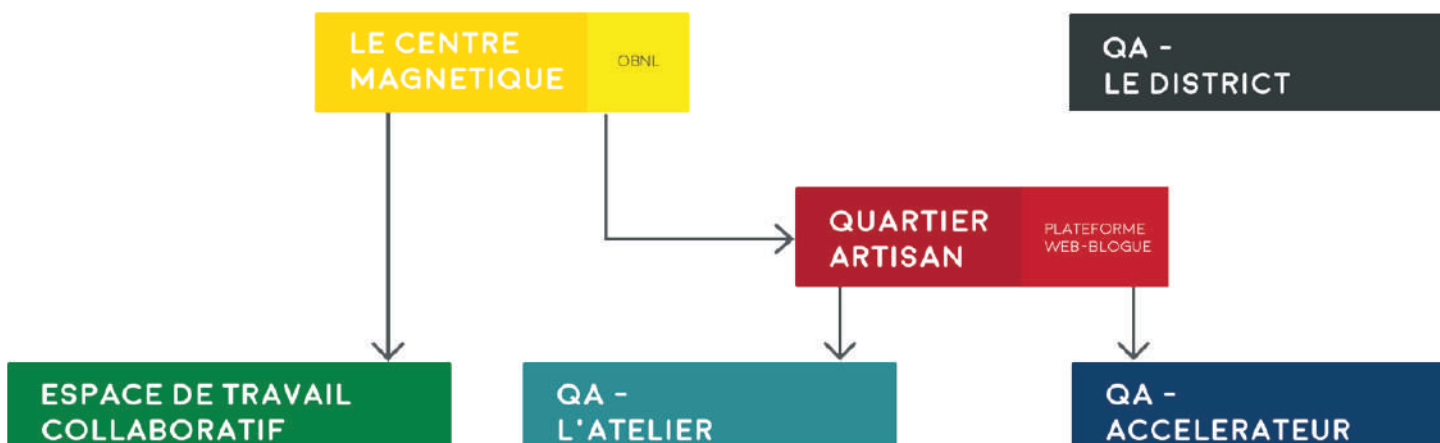 LE CENTRE
MAGNETIQUE
OBNL
QA -
LE DISTRICT
QUARTIER
ARTISAN
PLATEFORME
WEB-BLOGUE
ESPACE DE TRAVAIL
COLLABORATIF
QA -
L'ATELIER
QA -
ACCELERATEUR